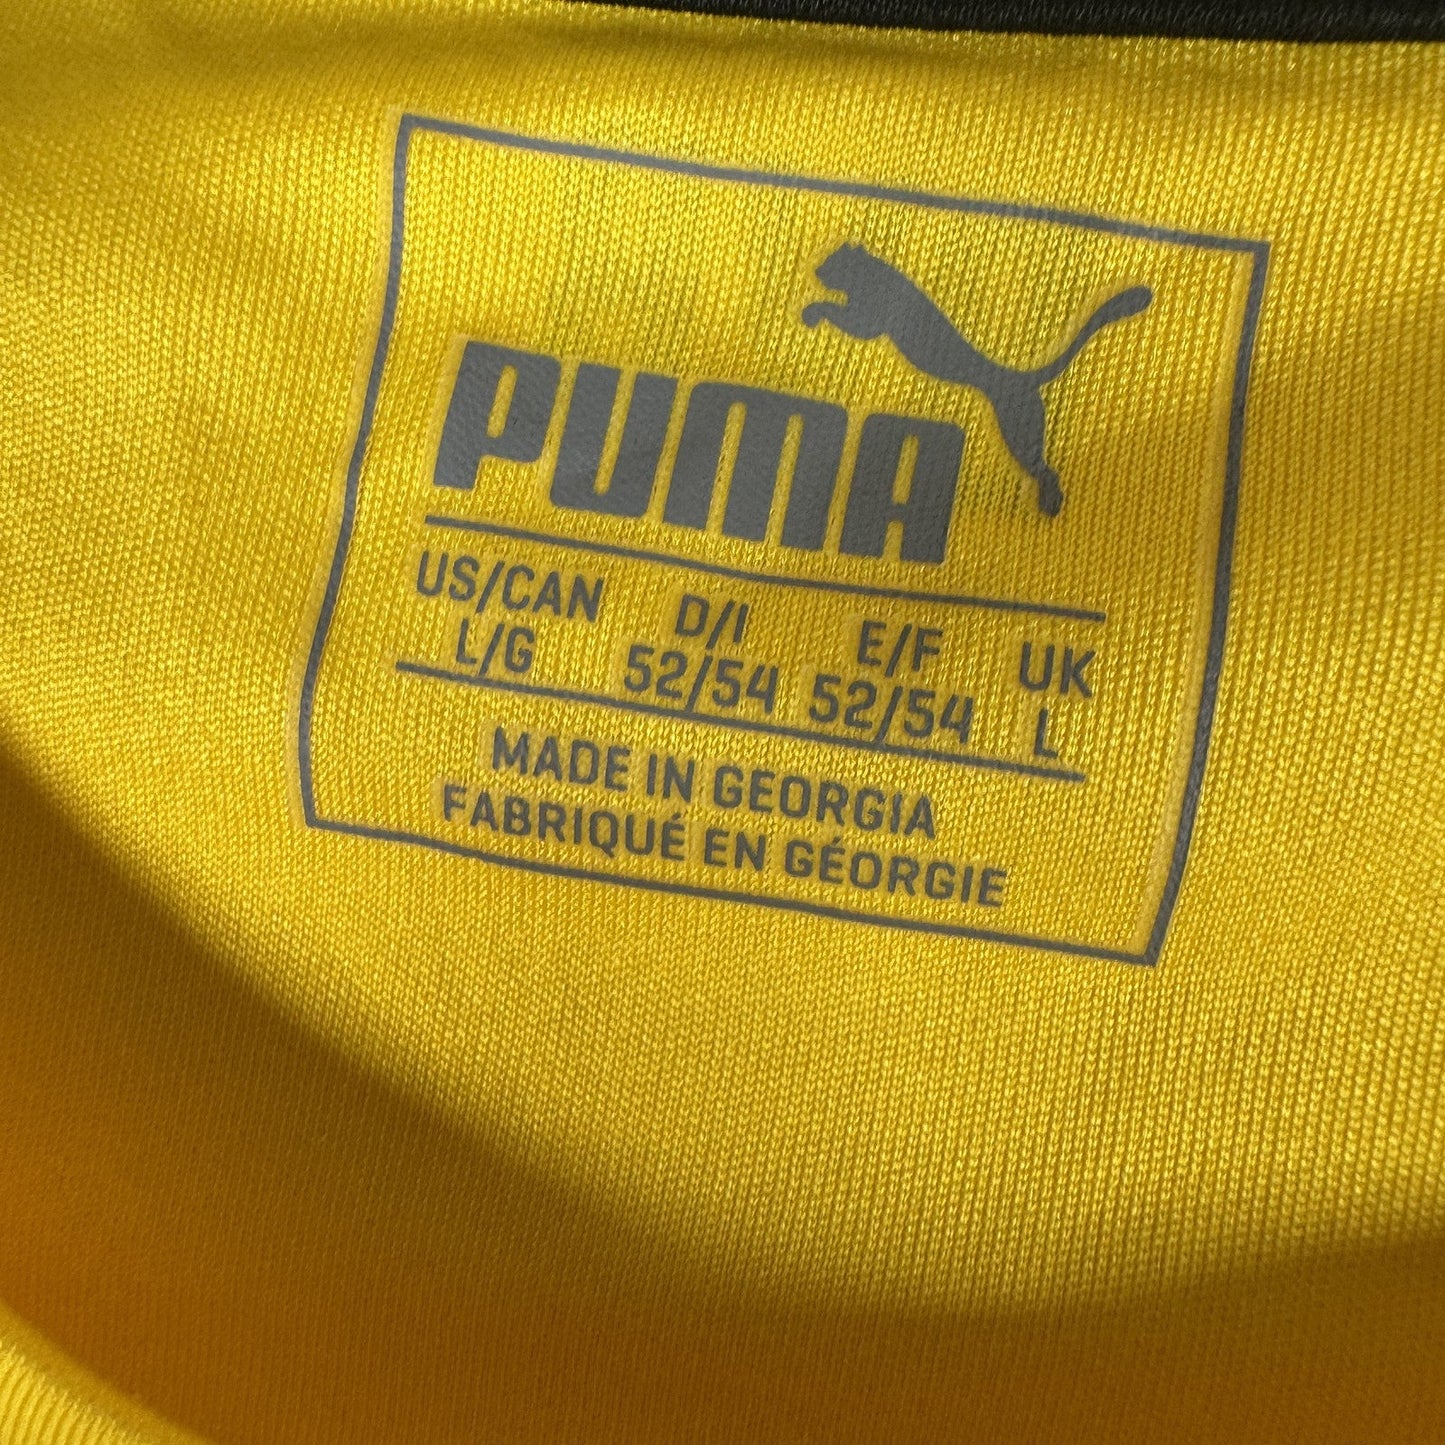 PUMA
US/CAN D/I E/F UK
L/G 52/54 52/54 L
MADE IN GEORGIA
FABRIQUÉ EN GÉORGIE